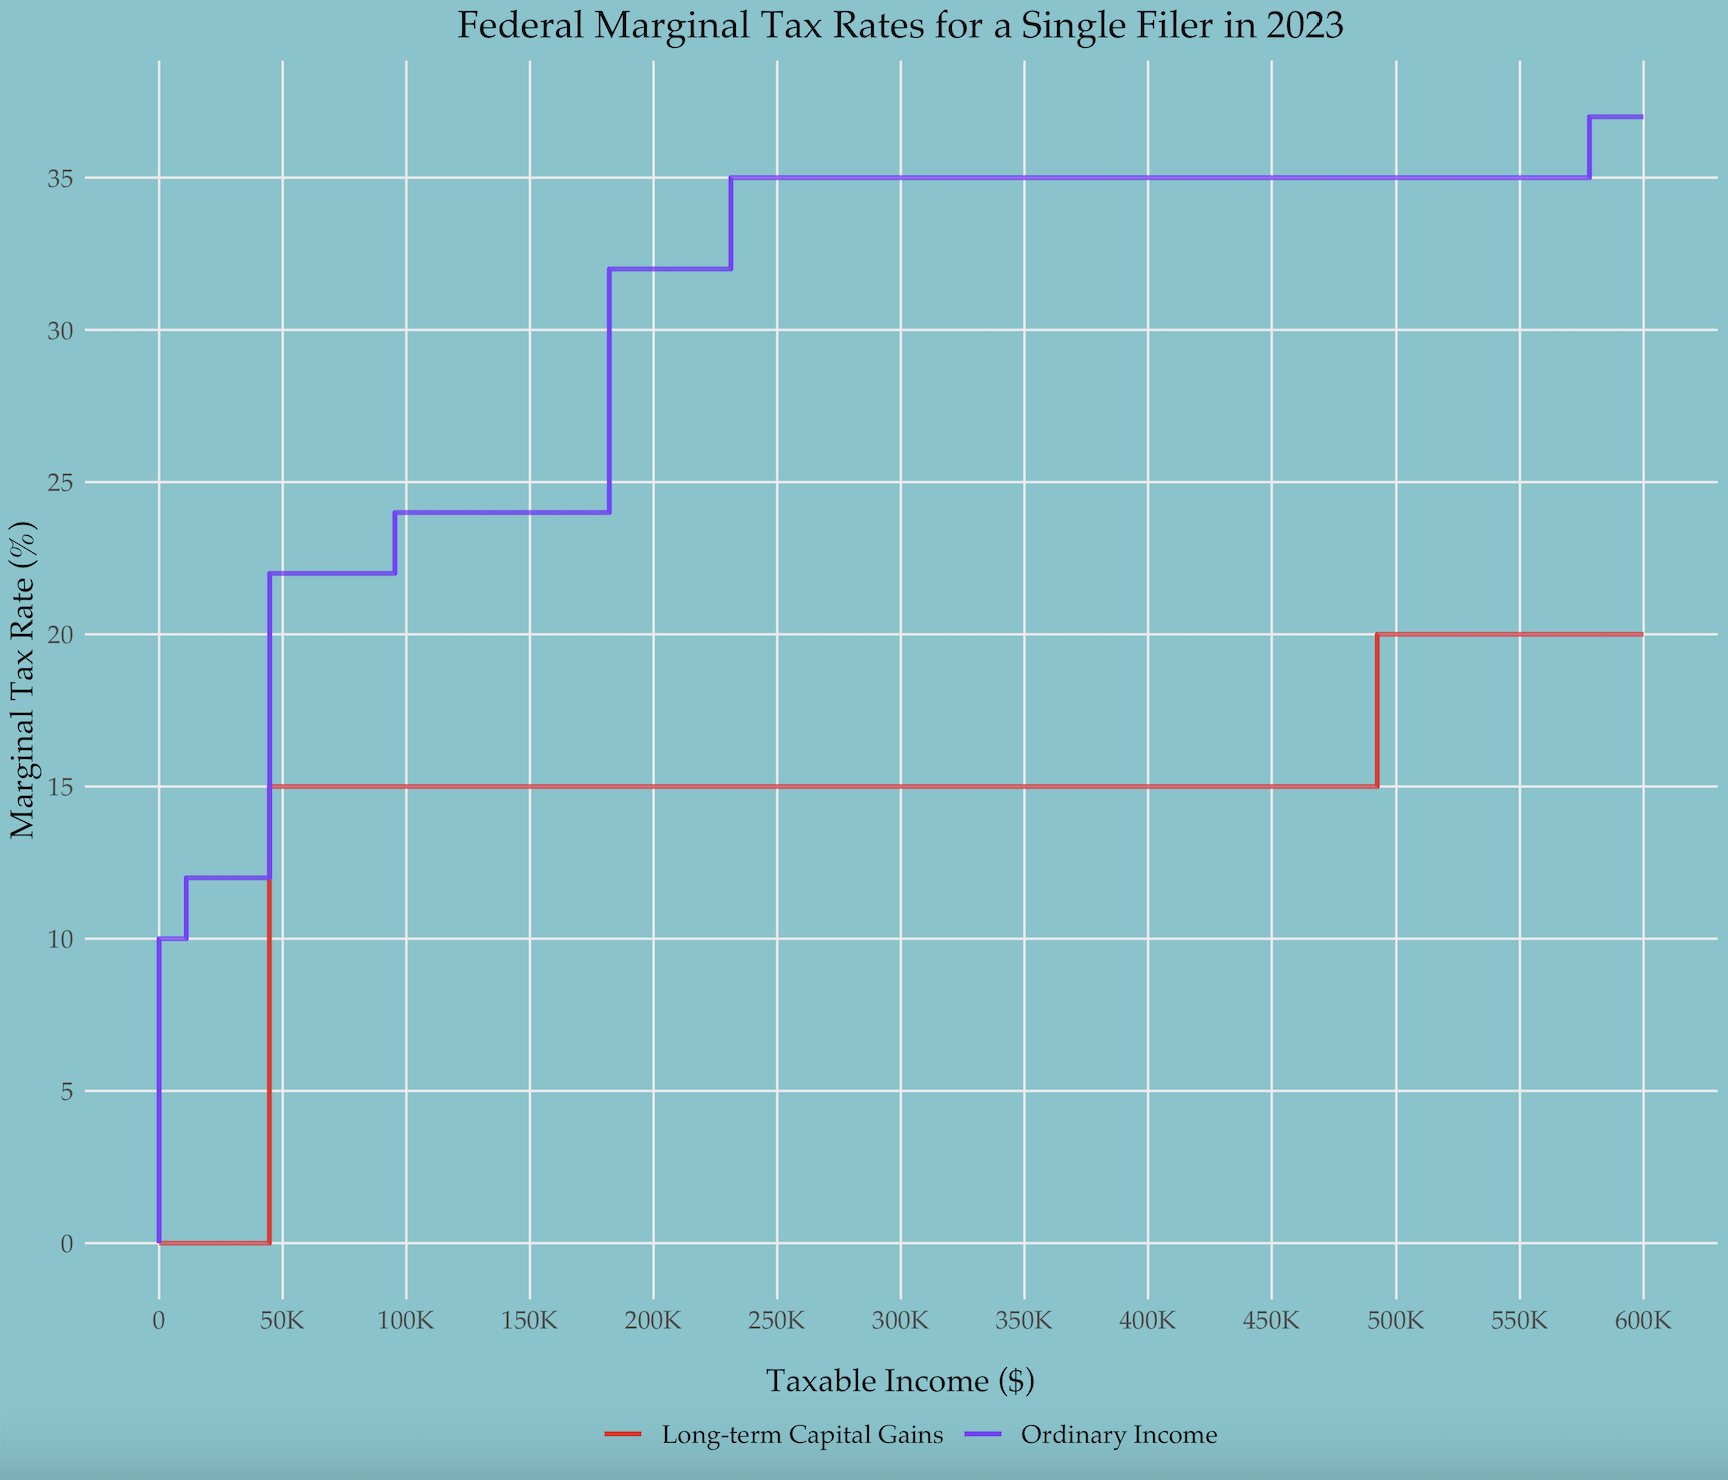 Federal Marginal Tax Rates for a Single Filer in 2023
Marginal Tax Rate (%)
35
30
25
20
15
10
5
0
0 50K 100K 150K 200K 250K 300K 350K 400K 450K 500K 550K 600K
Taxable Income ($)
Long-term Capital Gains Ordinary Income